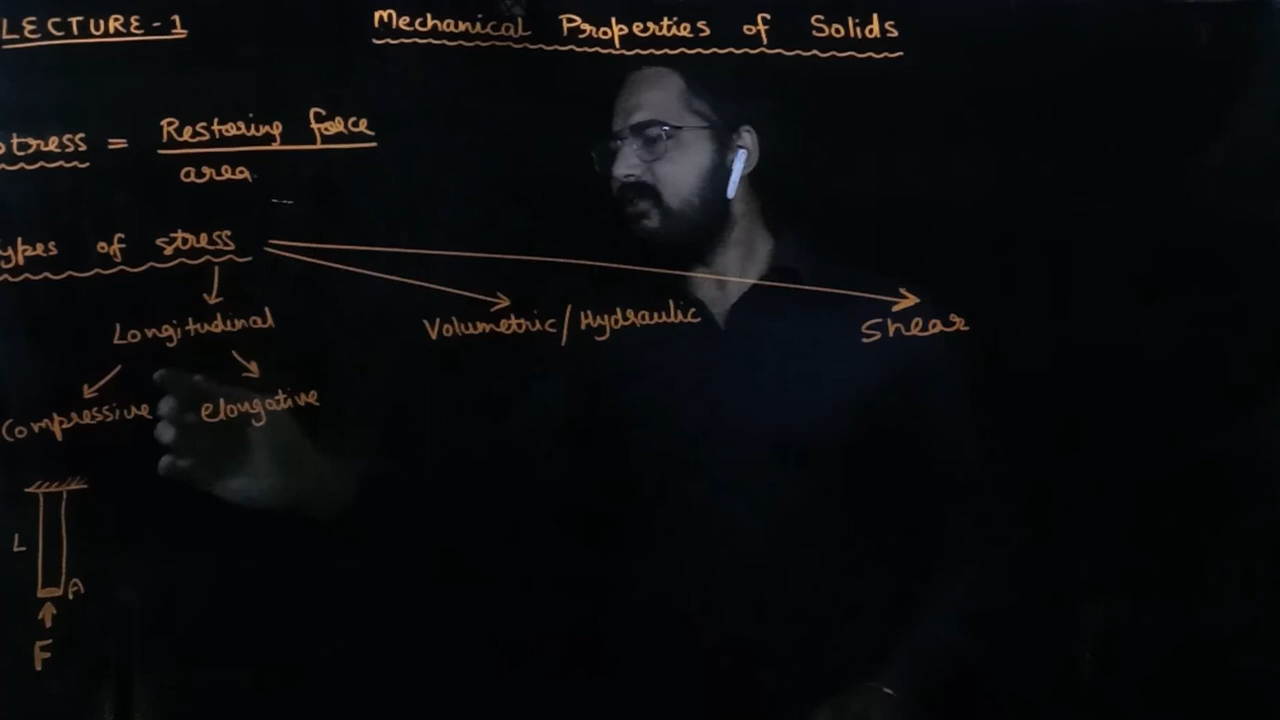 LECTURE-1
Mechanical Properties of Solids
stress = Restoring force
area
ypes of stress
Longitudinal
Volumetric/Hydraulic
Shear
Compressive
elongative
L
A
F